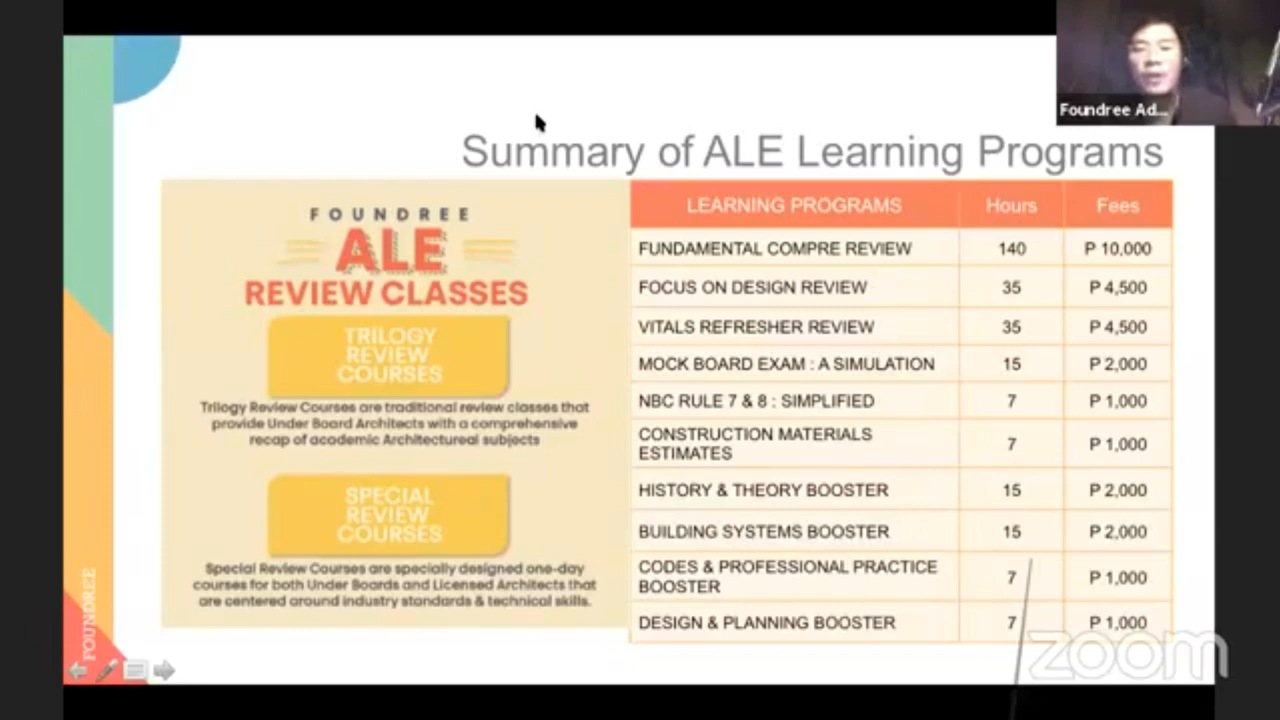 Foundree Ad...
Summary of ALE Learning Programs
FOUNDREE
ALE
REVIEW CLASSES
TRILOGY
REVIEW
COURSES
Trilogy Review Courses are traditional review classes that
provide Under Board Architects with a comprehensive
recap of academic Architectureal subjects
SPECIAL
REVIEW
COURSES
Special Review Courses are specially designed one-day
courses for both Under Boards and Licensed Architects that
are centered around industry standards & technical skills.
LEARNING PROGRAMS Hours Fees
FUNDAMENTAL COMPRE REVIEW 140 P 10,000
FOCUS ON DESIGN REVIEW 35 P 4,500
VITALS REFRESHER REVIEW 35 P 4,500
MOCK BOARD EXAM : A SIMULATION 15 P 2,000
NBC RULE 7 & 8 : SIMPLIFIED 7 P 1,000
CONSTRUCTION MATERIALS
ESTIMATES 7 P 1,000
HISTORY & THEORY BOOSTER 15 P 2,000
BUILDING SYSTEMS BOOSTER 15 P 2,000
CODES & PROFESSIONAL PRACTICE
BOOSTER 7 P 1,000
DESIGN & PLANNING BOOSTER 7 P 1,000
FOUNDREE
zoom